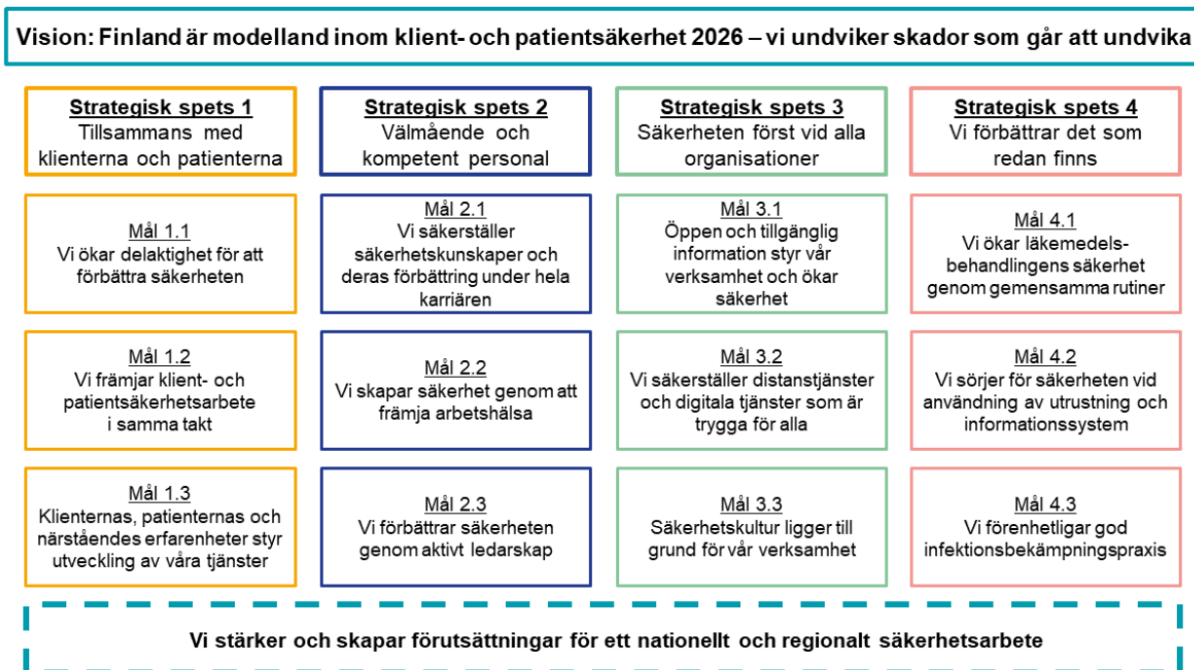 Vision: Finland är modelland inom klient- och patientsäkerhet 2026 – vi undviker skador som går att undvika
Strategisk spets 1
Tillsammans med
klienterna och patienterna
Mål 1.1
Vi ökar delaktighet för att
förbättra säkerheten
Mål 1.2
Vi främjar klient- och
patientsäkerhetsarbete
i samma takt
Mål 1.3
Klienternas, patienternas och
närståendes erfarenheter styr
utveckling av våra tjänster
Strategisk spets 2
Välmående och
kompetent personal
Mål 2.1
Vi säkerställer
säkerhetskunskaper och
deras förbättring under hela
karriären
Mål 2.2
Vi skapar säkerhet genom att
främja arbetshälsa
Mål 2.3
Vi förbättrar säkerheten
genom aktivt ledarskap
Strategisk spets 3
Säkerheten först vid alla
organisationer
Mål 3.1
Öppen och tillgänglig
information styr vår
verksamhet och ökar
säkerhet
Mål 3.2
Vi säkerställer distanstjänster
och digitala tjänster som är
trygga för alla
Mål 3.3
Säkerhetskultur ligger till
grund för vår verksamhet
Strategisk spets 4
Vi förbättrar det som
redan finns
Mål 4.1
Vi ökar läkemedels-
behandlingens säkerhet
genom gemensamma rutiner
Mål 4.2
Vi sörjer för säkerheten vid
användning av utrustning och
informationssystem
Mål 4.3
Vi förenhetligar god
infektionsbekämpningspraxis
Vi stärker och skapar förutsättningar för ett nationellt och regionalt säkerhetsarbete